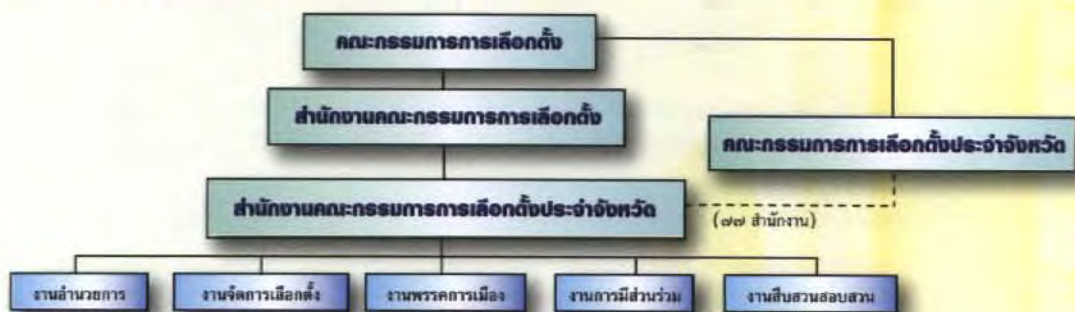 คณะกรรมการการเลือกตั้ง
สำนักงานคณะกรรมการการเลือกตั้ง
คณะกรรมการการเลือกตั้งประจำจังหวัด
สำนักงานคณะกรรมการการเลือกตั้งประจำจังหวัด
(๗๗ สำนักงาน)
งานอำนวยการ
งานจัดการเลือกตั้ง
งานพรรคการเมือง
งานการมีส่วนร่วม
งานสืบสวนสอบสวน